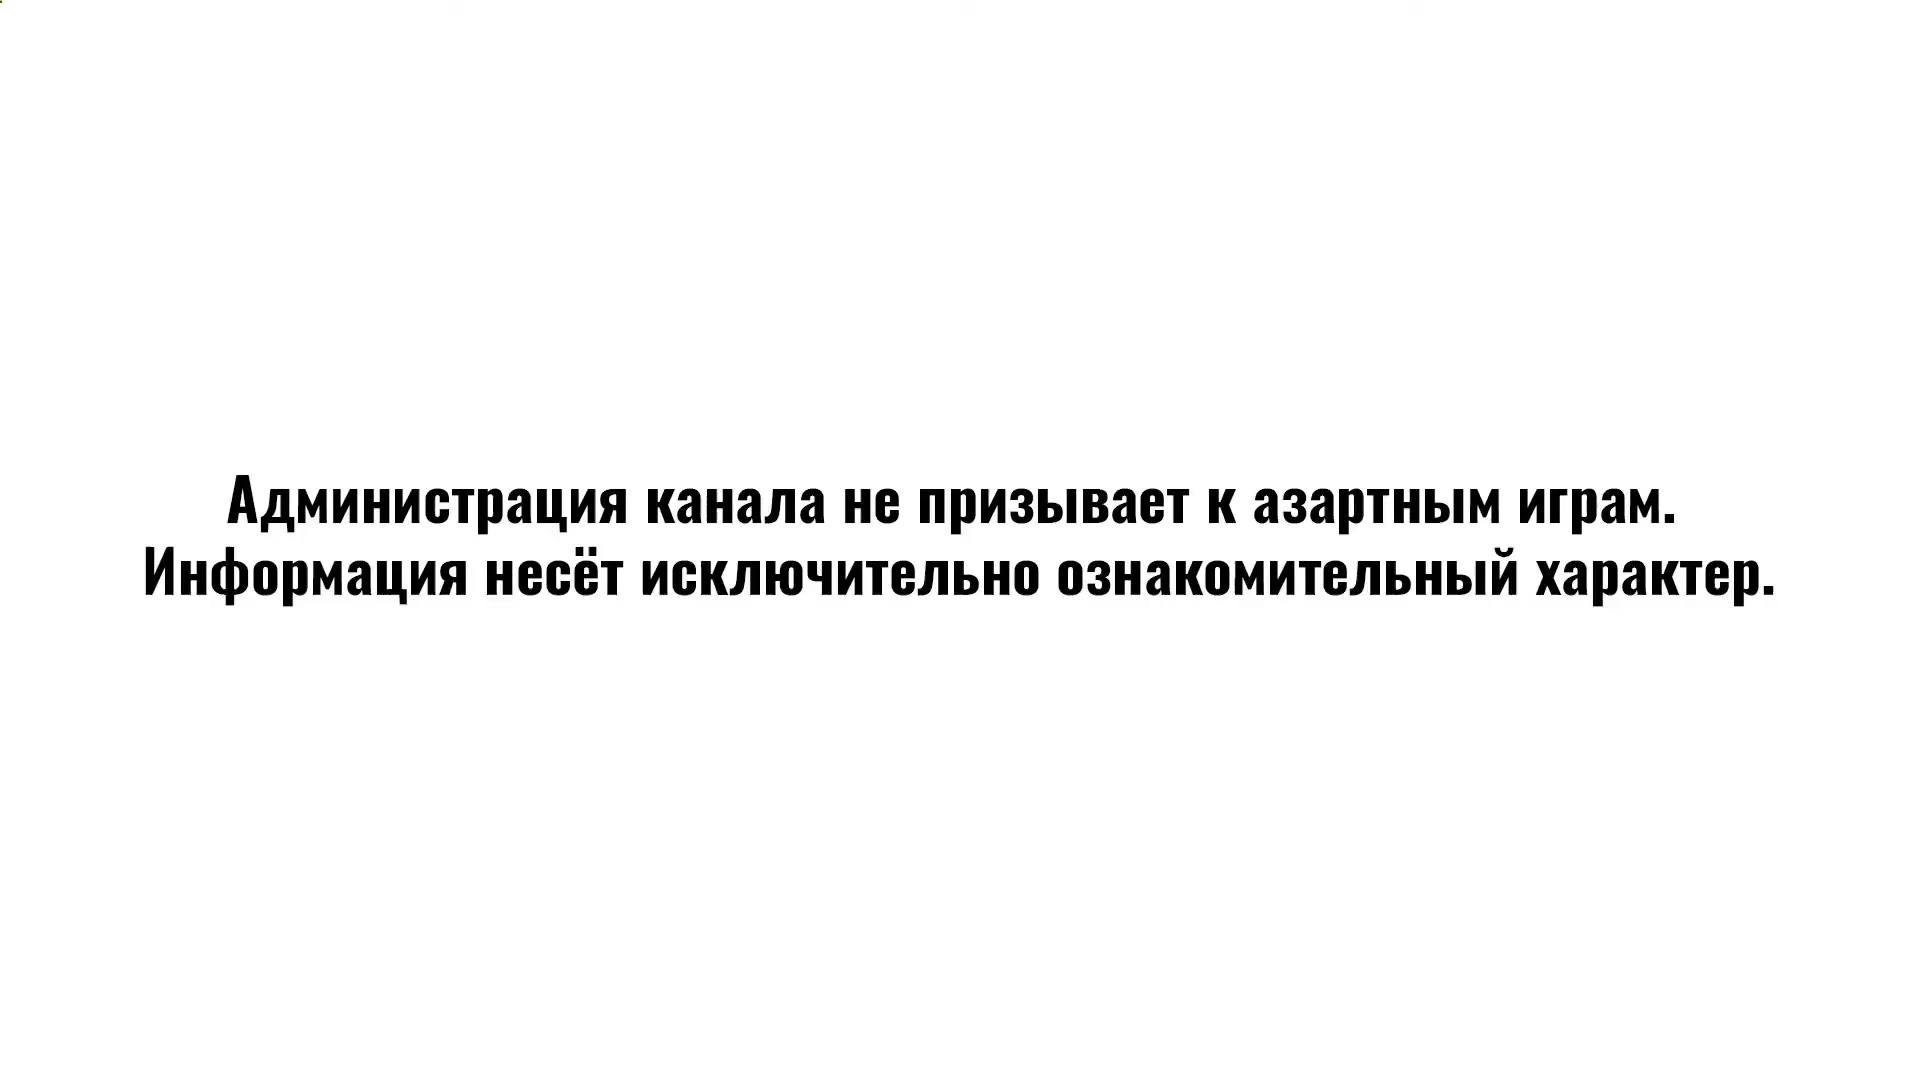 Администрация канала не призывает к азартным играм.
Информация несёт исключительно ознакомительный характер.